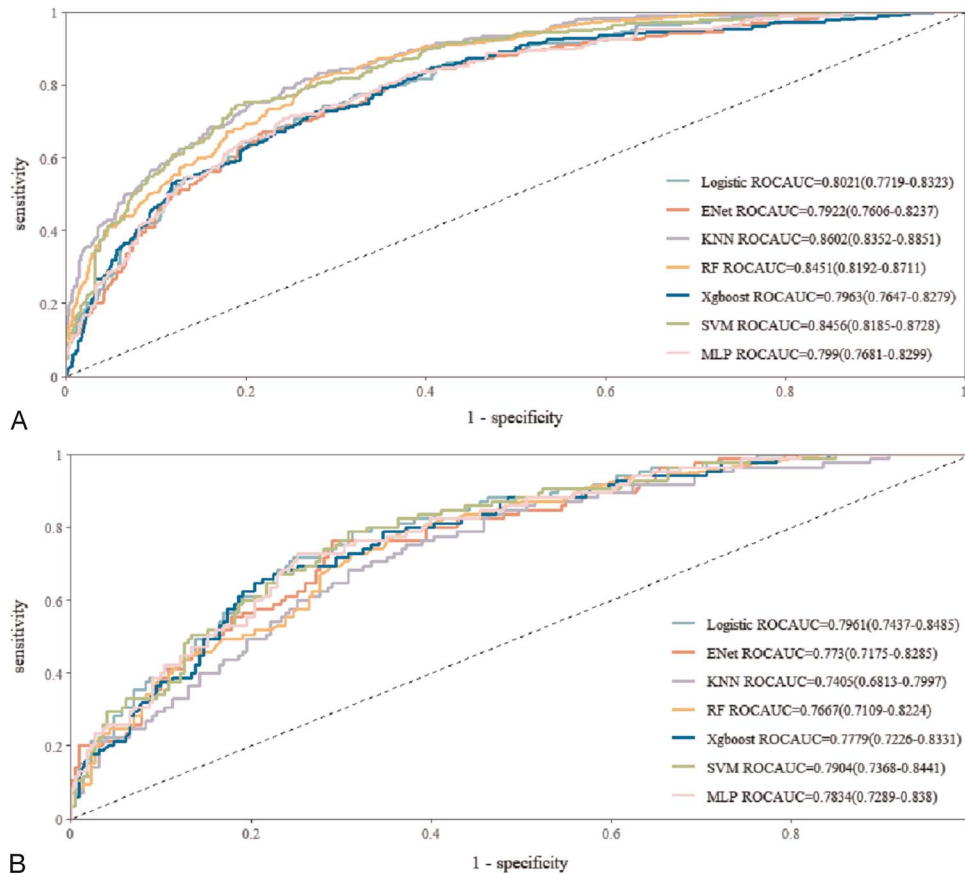 1
0.8
0.6
0.4
0.2
0
sensitivity
Logistic ROCAUC=0.8021(0.7719-0.8323)
ENet ROCAUC=0.7922(0.7606-0.8237)
KNN ROCAUC=0.8602(0.8352-0.8851)
RF ROCAUC=0.8451(0.8192-0.8711)
Xgboost ROCAUC=0.7963(0.7647-0.8279)
SVM ROCAUC=0.8456(0.8185-0.8728)
MLP ROCAUC=0.799(0.7681-0.8299)
0 0.2 0.4 0.6 0.8 1
1 - specificity
A
1
0.8
0.6
0.4
0.2
0
sensitivity
Logistic ROCAUC=0.7961(0.7437-0.8485)
ENet ROCAUC=0.773(0.7175-0.8285)
KNN ROCAUC=0.7405(0.6813-0.7997)
RF ROCAUC=0.7667(0.7109-0.8224)
Xgboost ROCAUC=0.7779(0.7226-0.8331)
SVM ROCAUC=0.7904(0.7368-0.8441)
MLP ROCAUC=0.7834(0.7289-0.838)
0 0.2 0.4 0.6 0.8
1 - specificity
B